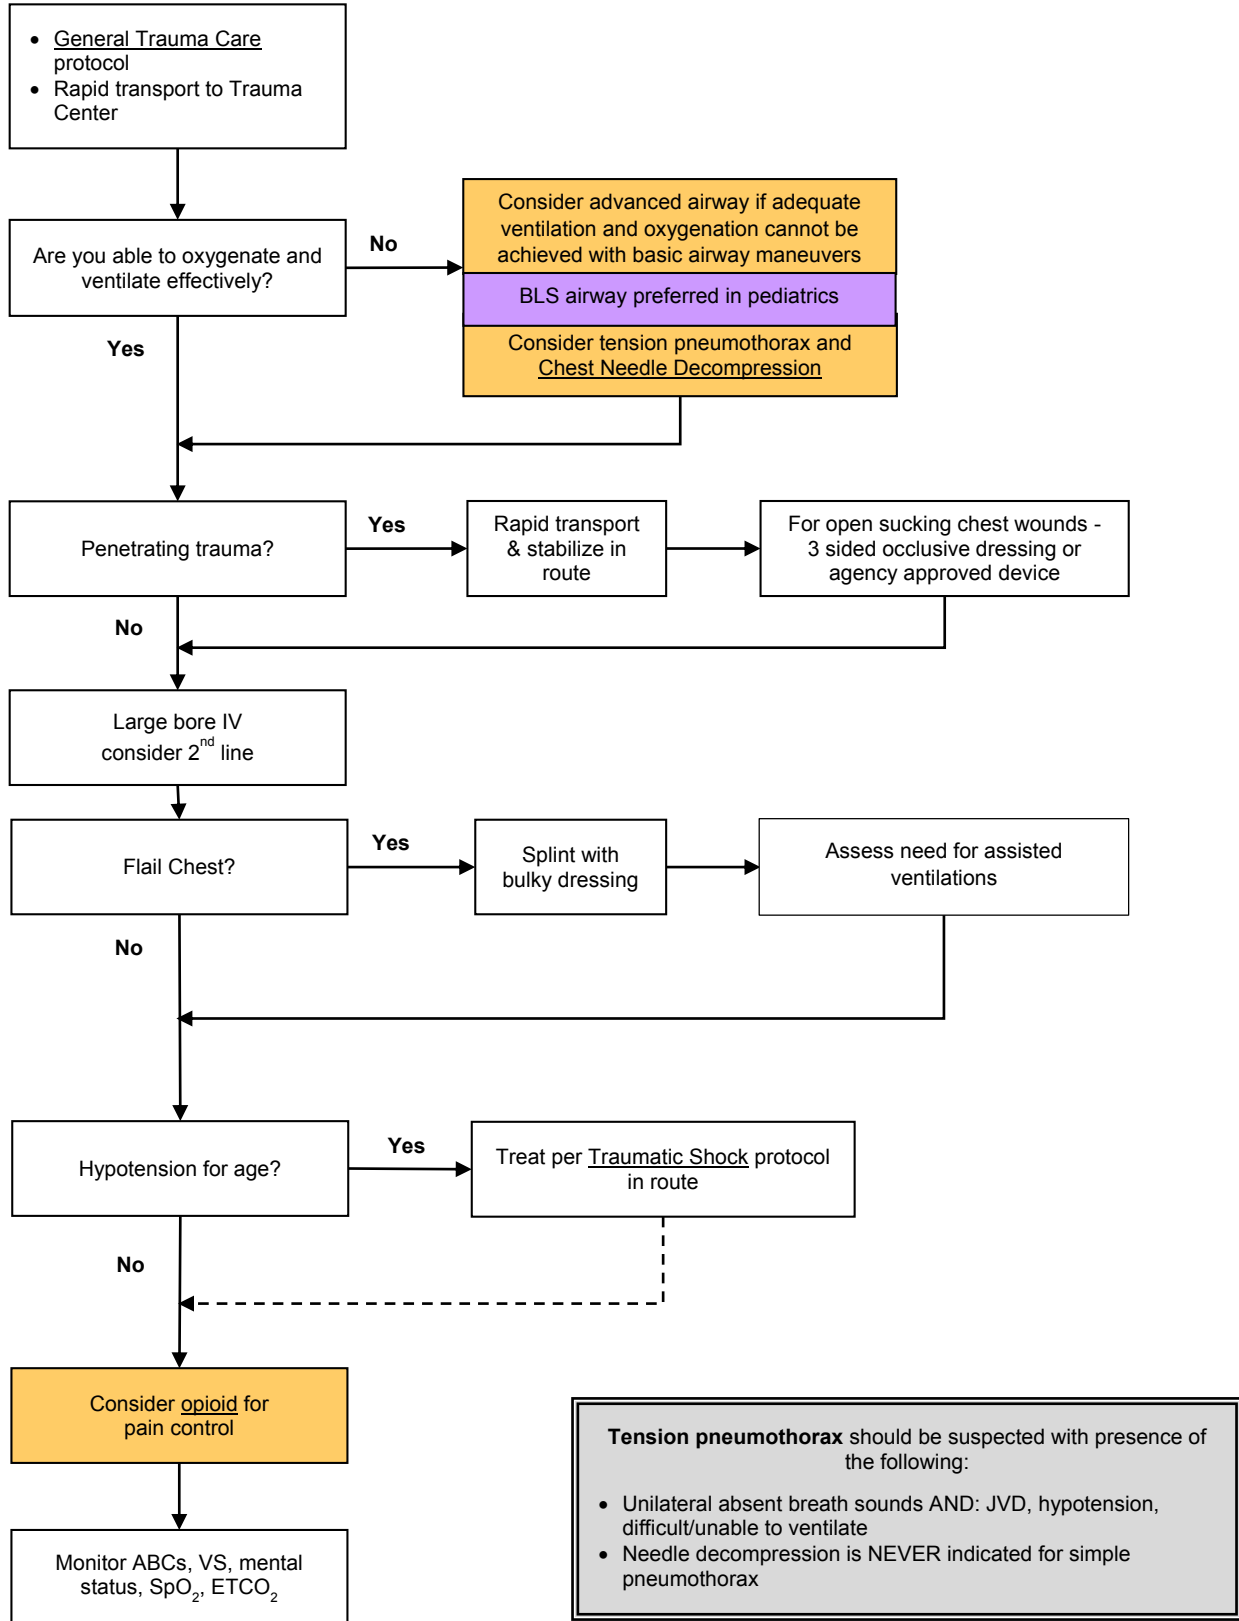 • General Trauma Care
protocol
• Rapid transport to Trauma
Center
Are you able to oxygenate and
ventilate effectively?
No
Consider advanced airway if adequate
ventilation and oxygenation cannot be
achieved with basic airway maneuvers
BLS airway preferred in pediatrics
Consider tension pneumothorax and
Chest Needle Decompression
Yes
Penetrating trauma?
Yes
Rapid transport
& stabilize in
route
For open sucking chest wounds -
3 sided occlusive dressing or
agency approved device
No
Large bore IV
consider 2nd line
Flail Chest?
Yes
Splint with
bulky dressing
Assess need for assisted
ventilations
No
Hypotension for age?
Yes
Treat per Traumatic Shock protocol
in route
No
Consider opioid for
pain control
Monitor ABCs, VS, mental
status, SpO2, ETCO2
Tension pneumothorax should be suspected with presence of
the following:
• Unilateral absent breath sounds AND: JVD, hypotension,
difficult/unable to ventilate
• Needle decompression is NEVER indicated for simple
pneumothorax